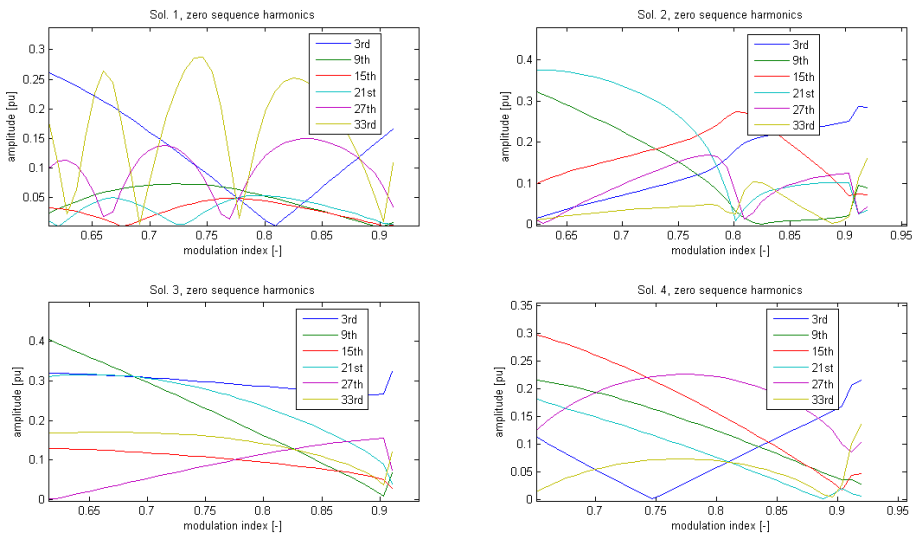 Sol. 1, zero sequence harmonics
amplitude [pu]
0.3
0.25
0.2
0.15
0.1
0.05
0.65 0.7 0.75 0.8 0.85 0.9
modulation index [-]
3rd
9th
15th
21st
27th
33rd
Sol. 2, zero sequence harmonics
amplitude [pu]
0.4
0.3
0.2
0.1
0
0.65 0.7 0.75 0.8 0.85 0.9 0.95
modulation index [-]
3rd
9th
15th
21st
27th
33rd
Sol. 3, zero sequence harmonics
amplitude [pu]
0.4
0.3
0.2
0.1
0
0.65 0.7 0.75 0.8 0.85 0.9
modulation index [-]
3rd
9th
15th
21st
27th
33rd
Sol. 4, zero sequence harmonics
amplitude [pu]
0.35
0.3
0.25
0.2
0.15
0.1
0.05
0
0.7 0.75 0.8 0.85 0.9 0.95
modulation index [-]
3rd
9th
15th
21st
27th
33rd